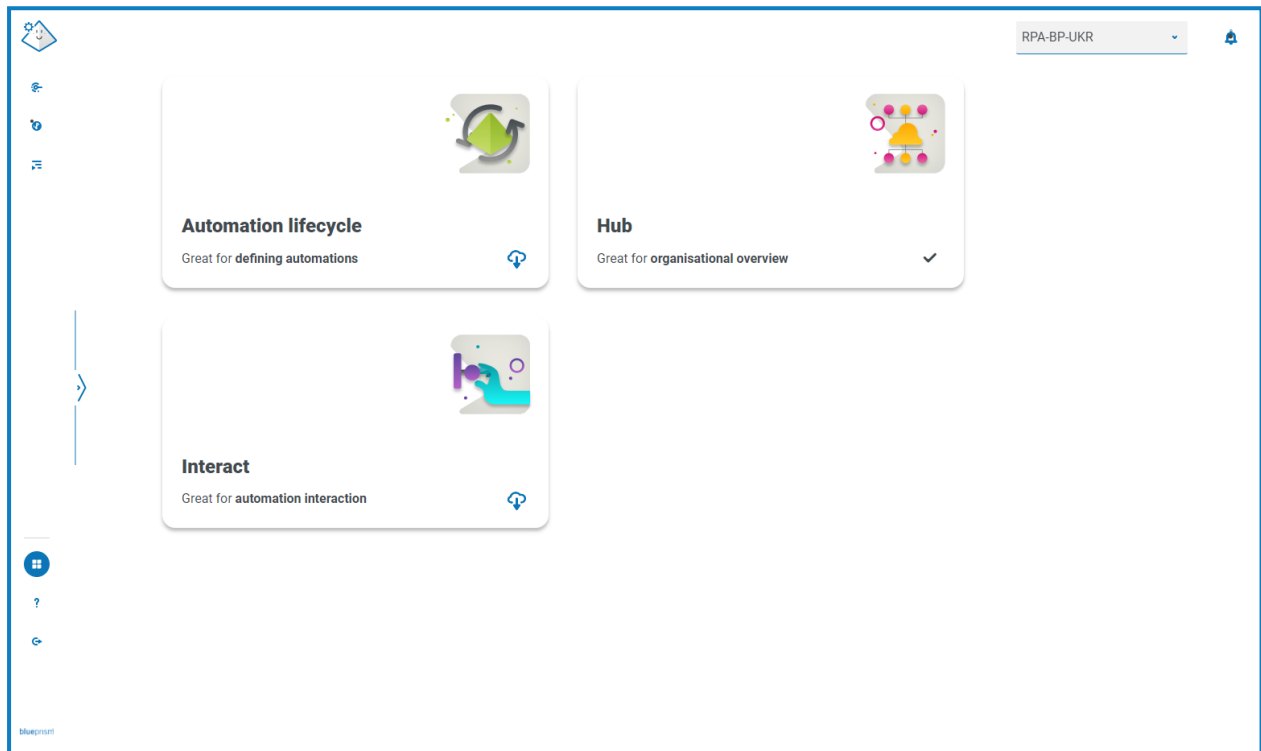 RPA-BP-UKR
Automation lifecycle
Great for defining automations
Hub
Great for organisational overview
Interact
Great for automation interaction
?
blueprism